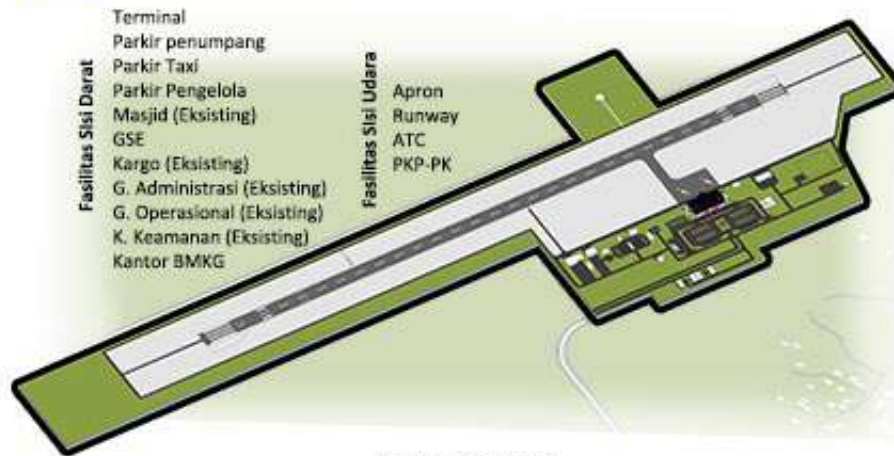 Fasilitas Sisi Darat
Terminal
Parkir penumpang
Parkir Taxi
Parkir Pengelola
Masjid (Eksisting)
GSE
Kargo (Eksisting)
G. Administrasi (Eksisting)
G. Operasional (Eksisting)
K. Keamanan (Eksisting)
Kantor BMKG
Fasilitas Sisi Udara
Apron
Runway
ATC
PKP-PK